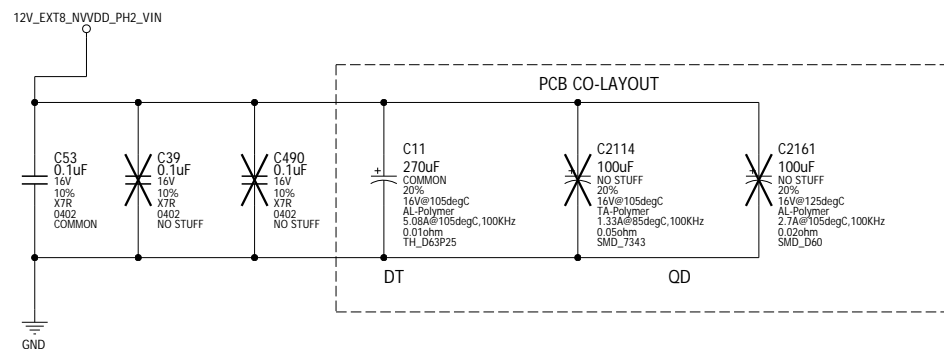 12V_EXT8_NVVDD_PH2_VIN
PCB CO-LAYOUT
C53
0.1uF
16V
10%
X7R
0402
COMMON
C39
0.1uF
16V
10%
X7R
0402
NO STUFF
C490
0.1uF
16V
10%
X7R
0402
NO STUFF
C11
270uF
COMMON
20%
16V@105degC
AL-Polymer
5.08A@105degC,100KHz
0.01ohm
TH_D63P25
C2114
100uF
NO STUFF
20%
16V@105degC
TA-Polymer
1.33A@85degC,100KHz
0.05ohm
SMD_7343
C2161
100uF
NO STUFF
20%
16V@125degC
AL-Polymer
2.7A@105degC,100KHz
0.02ohm
SMD_D60
DT
QD
GND